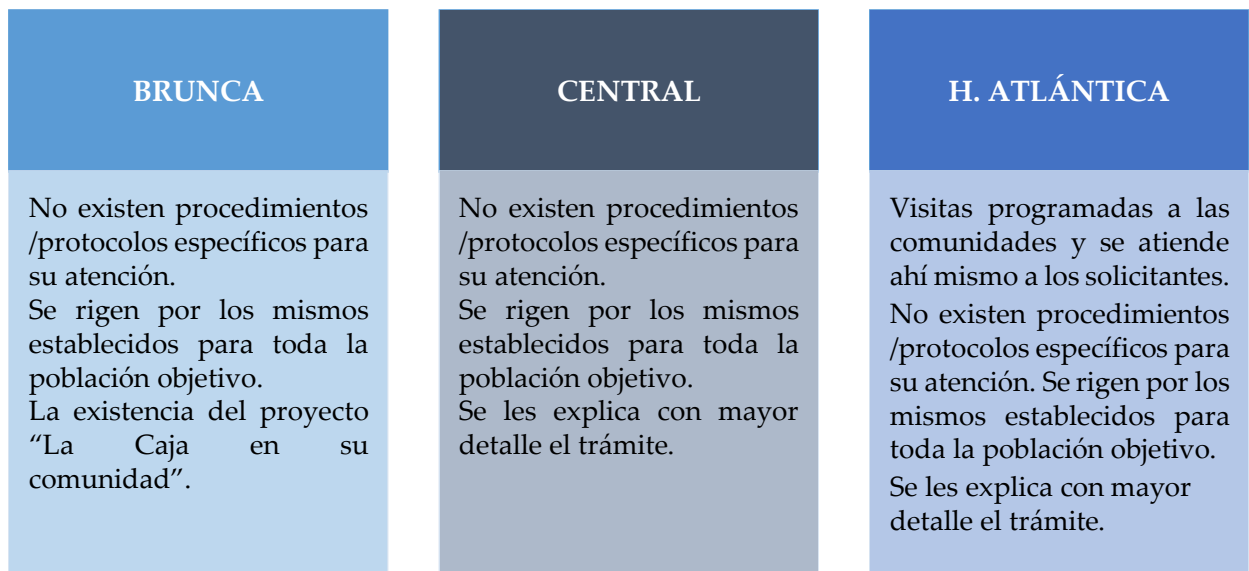 BRUNCA
No existen procedimientos
/protocolos específicos para
su atención.
Se rigen por los mismos
establecidos para toda la
población objetivo.
La existencia del proyecto
“La Caja en su
comunidad”.
CENTRAL
No existen procedimientos
/protocolos específicos para
su atención.
Se rigen por los mismos
establecidos para toda la
población objetivo.
Se les explica con mayor
detalle el trámite.
H. ATLÁNTICA
Visitas programadas a las
comunidades y se atiende
ahí mismo a los solicitantes.
No existen procedimientos
/protocolos específicos para
su atención. Se rigen por los
mismos establecidos para
toda la población objetivo.
Se les explica con mayor
detalle el trámite.